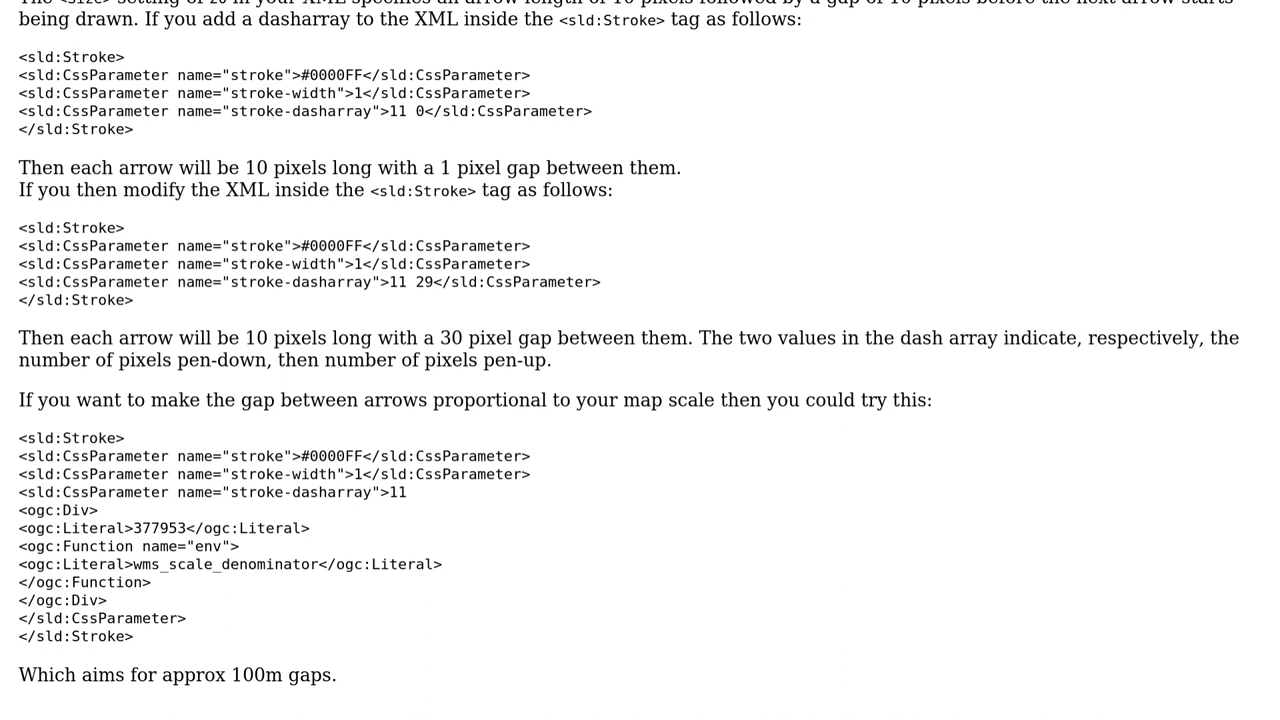 being drawn. If you add a dasharray to the XML inside the <sld:Stroke> tag as follows:
<sld:Stroke>
<sld:CssParameter name="stroke">#0000FF</sld:CssParameter>
<sld:CssParameter name="stroke-width">1</sld:CssParameter>
<sld:CssParameter name="stroke-dasharray">11 0</sld:CssParameter>
</sld:Stroke>
Then each arrow will be 10 pixels long with a 1 pixel gap between them.
If you then modify the XML inside the <sld:Stroke> tag as follows:
<sld:Stroke>
<sld:CssParameter name="stroke">#0000FF</sld:CssParameter>
<sld:CssParameter name="stroke-width">1</sld:CssParameter>
<sld:CssParameter name="stroke-dasharray">11 29</sld:CssParameter>
</sld:Stroke>
Then each arrow will be 10 pixels long with a 30 pixel gap between them. The two values in the dash array indicate, respectively, the
number of pixels pen-down, then number of pixels pen-up.
If you want to make the gap between arrows proportional to your map scale then you could try this:
<sld:Stroke>
<sld:CssParameter name="stroke">#0000FF</sld:CssParameter>
<sld:CssParameter name="stroke-width">1</sld:CssParameter>
<sld:CssParameter name="stroke-dasharray">11
<ogc:Div>
<ogc:Literal>377953</ogc:Literal>
<ogc:Function name="env">
<ogc:Literal>wms_scale_denominator</ogc:Literal>
</ogc:Function>
</ogc:Div>
</sld:CssParameter>
</sld:Stroke>
Which aims for approx 100m gaps.